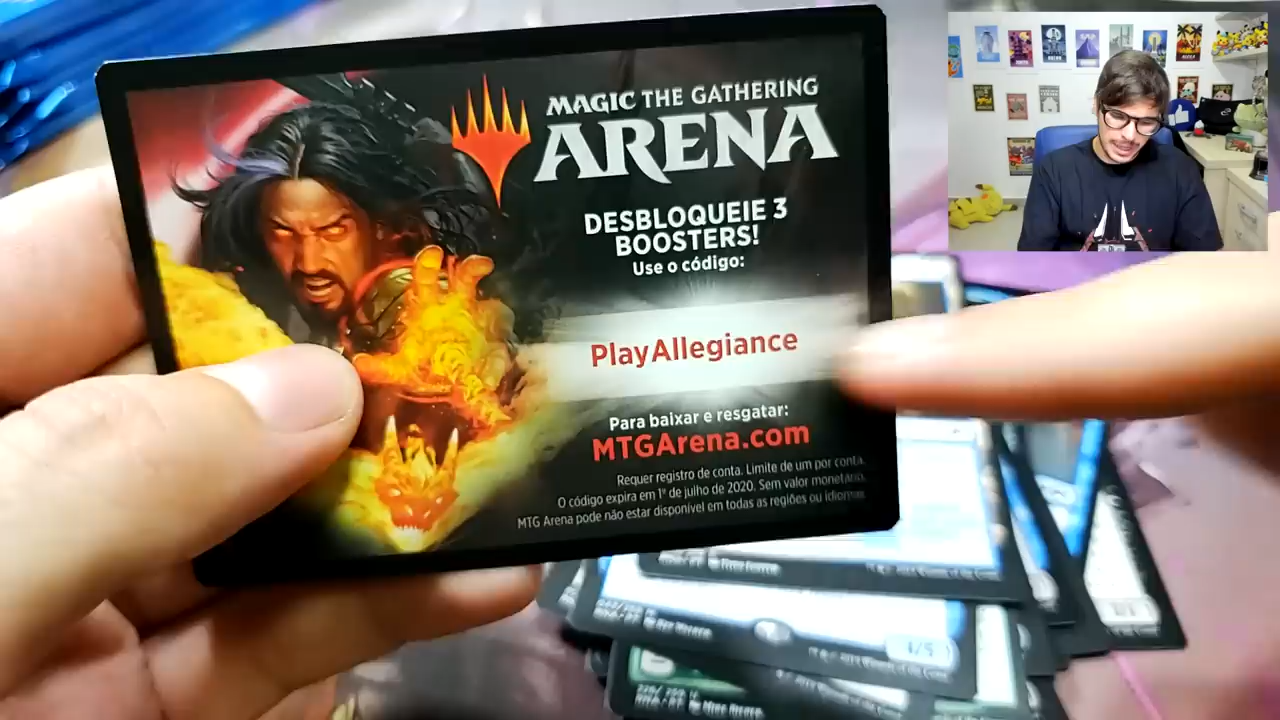 MAGIC THE GATHERING
ARENA
DESBLOQUEIE 3
BOOSTERS!
Use o código:
PlayAllegiance
Para baixar e resgatar:
MTGArena.com
Requer registro de conta. Limite de um por conta.
O código expira em 1º de julho de 2020. Sem valor monetário.
MTG Arena pode não estar disponível em todas as regiões ou idiomas
4/5